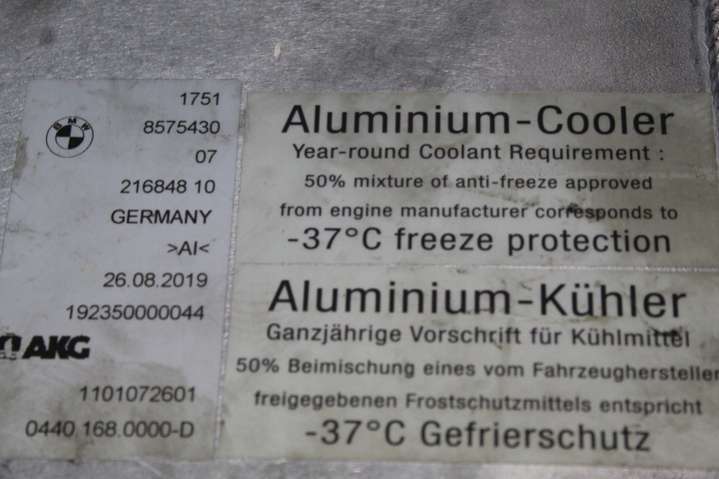 BMW
1751
8575430
07
216848 10
GERMANY
>Al<
26.08.2019
192350000044
AKG
1101072601
0440.168.0000-D
Aluminium-Cooler
Year-round Coolant Requirement :
50% mixture of anti-freeze approved
from engine manufacturer corresponds to
-37°C freeze protection
Aluminium-Kühler
Ganzjährige Vorschrift für Kühlmittel
50% Beimischung eines vom Fahrzeughersteller
freigegebenen Frostschutzmittels entspricht
-37°C Gefrierschutz